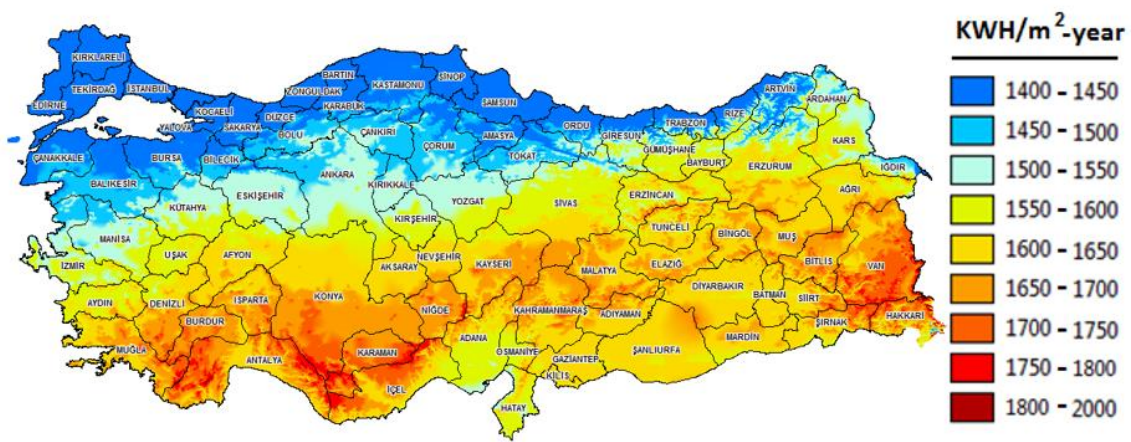 KWH/m²-year
1400 - 1450
1450 - 1500
1500 - 1550
1550 - 1600
1600 - 1650
1650 - 1700
1700 - 1750
1750 - 1800
1800 - 2000
KIRKLARELİ
TEKİRDAĞ
İSTANBUL
EDİRNE
KOCAELİ
YALOVA
SAKARYA
DÜZCE
ZONGULDAK
BARTIN
KARABÜK
KASTAMONU
SİNOP
SAMSUN
BOLU
ÇANKIRI
ÇORUM
AMASYA
TOKAT
ORDU
GİRESUN
TRABZON
RİZE
ARTVİN
ARDAHAN
GÜMÜŞHANE
BAYBURT
ERZURUM
KARS
IĞDIR
ÇANAKKALE
BURSA
BİLECİK
BALIKESİR
KÜTAHYA
ESKİŞEHİR
ANKARA
KIRIKKALE
YOZGAT
KIRŞEHİR
SİVAS
ERZİNCAN
TUNCELİ
BİNGÖL
MUŞ
AĞRI
MANİSA
İZMİR
UŞAK
AFYON
AKSARAY
NEVŞEHİR
KAYSERİ
MALATYA
ELAZIĞ
DİYARBAKIR
BİTLİS
VAN
AYDIN
DENİZLİ
ISPARTA
BURDUR
KONYA
NİĞDE
KAHRAMANMARAŞ
ADIYAMAN
BATMAN
SİİRT
ŞIRNAK
HAKKARİ
MUĞLA
ANTALYA
KARAMAN
İÇEL
ADANA
OSMANİYE
GAZİANTEP
KİLİS
ŞANLIURFA
MARDİN
HATAY